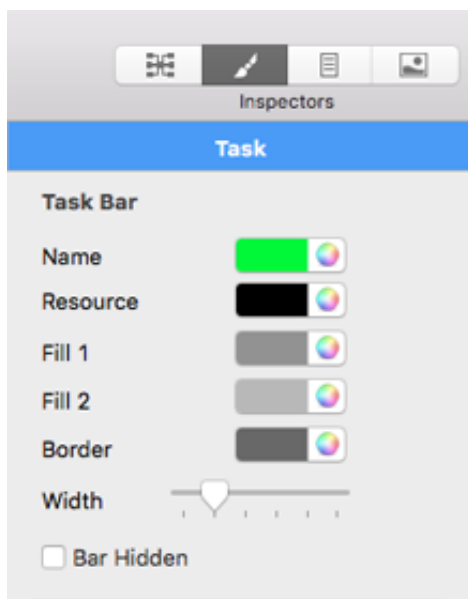 Inspectors
Task
Task Bar
Name
Resource
Fill 1
Fill 2
Border
Width
Bar Hidden